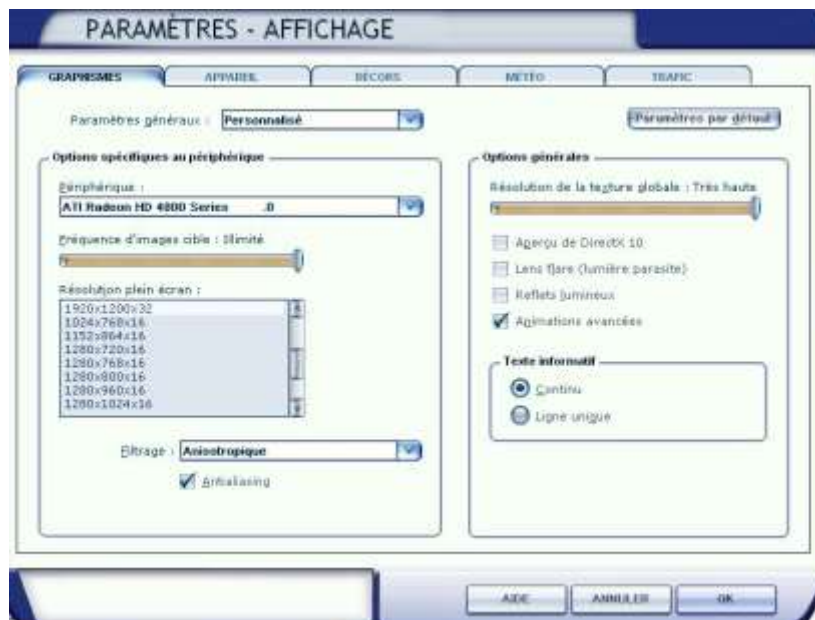 PARAMÈTRES - AFFICHAGE
GRAPHISMES
APPAREIL
DÉCORS
MÉTÉO
TRAFIC
Paramètres généraux : Personnalisé
Paramètres par défaut
Options spécifiques au périphérique
Périphérique :
ATI Radeon HD 4800 Series .0
Fréquence d'images cible : Illimité
Résolution plein écran :
1920x1200x32
1024x768x16
1152x864x16
1280x720x16
1280x768x16
1280x800x16
1280x960x16
1280x1024x16
Filtrage : Anisotropique
Antialiasing
Options générales
Résolution de la texture globale : Très haute
Aperçu de DirectX 10
Lens flare (lumière parasite)
Reflets lumineux
Animations avancées
Texte informatif
Continu
Ligne unique
AIDE
ANNULER
OK